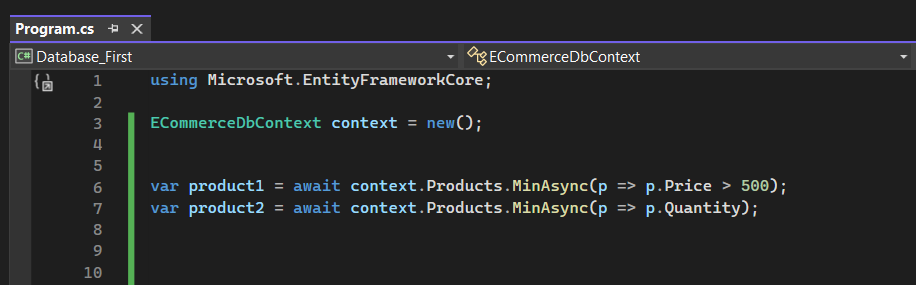 Program.cs
C# Database_First ECommerceDbContext
1 using Microsoft.EntityFrameworkCore;
2
3 ECommerceDbContext context = new();
4
5
6 var product1 = await context.Products.MinAsync(p => p.Price > 500);
7 var product2 = await context.Products.MinAsync(p => p.Quantity);
8
9
10